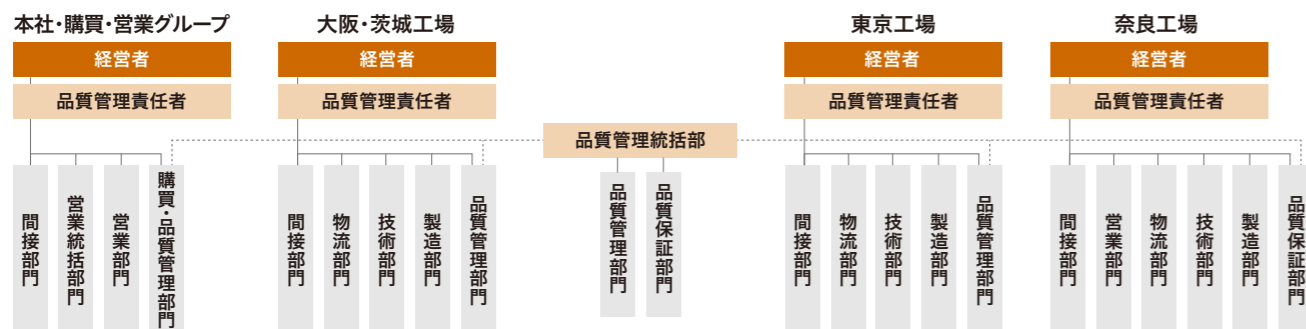 本社・購買・営業グループ
経営者
品質管理責任者
間接部門
営業統括部門
営業部門
購買・品質管理部門
大阪・茨城工場
経営者
品質管理責任者
間接部門
物流部門
技術部門
製造部門
品質管理部門
品質管理統括部
品質管理部門
品質保証部門
東京工場
経営者
品質管理責任者
間接部門
物流部門
技術部門
製造部門
品質管理部門
奈良工場
経営者
品質管理責任者
間接部門
営業部門
物流部門
技術部門
製造部門
品質保証部門